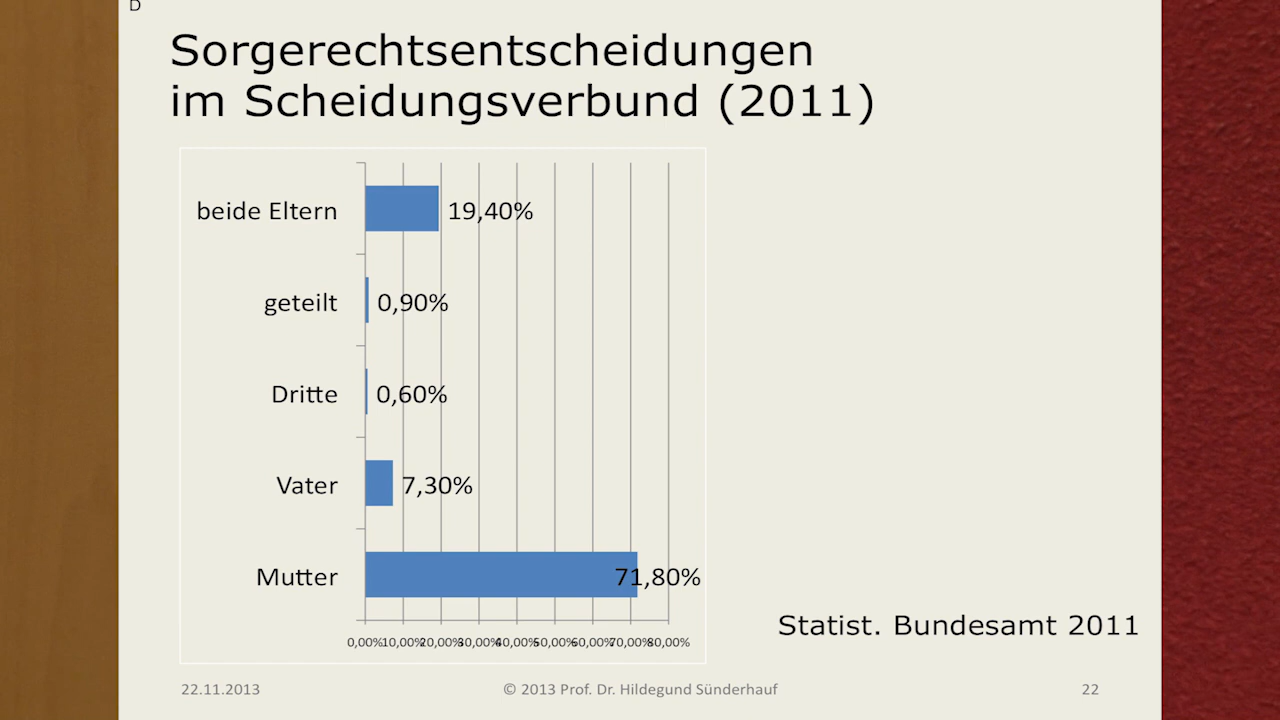 D
Sorgerechtsentscheidungen
im Scheidungsverbund (2011)
beide Eltern 19,40%
geteilt 0,90%
Dritte 0,60%
Vater 7,30%
Mutter 71,80%
0,00% 10,00% 20,00% 30,00% 40,00% 50,00% 60,00% 70,00% 80,00%
Statist. Bundesamt 2011
22.11.2013 © 2013 Prof. Dr. Hildegund Sünderhauf 22